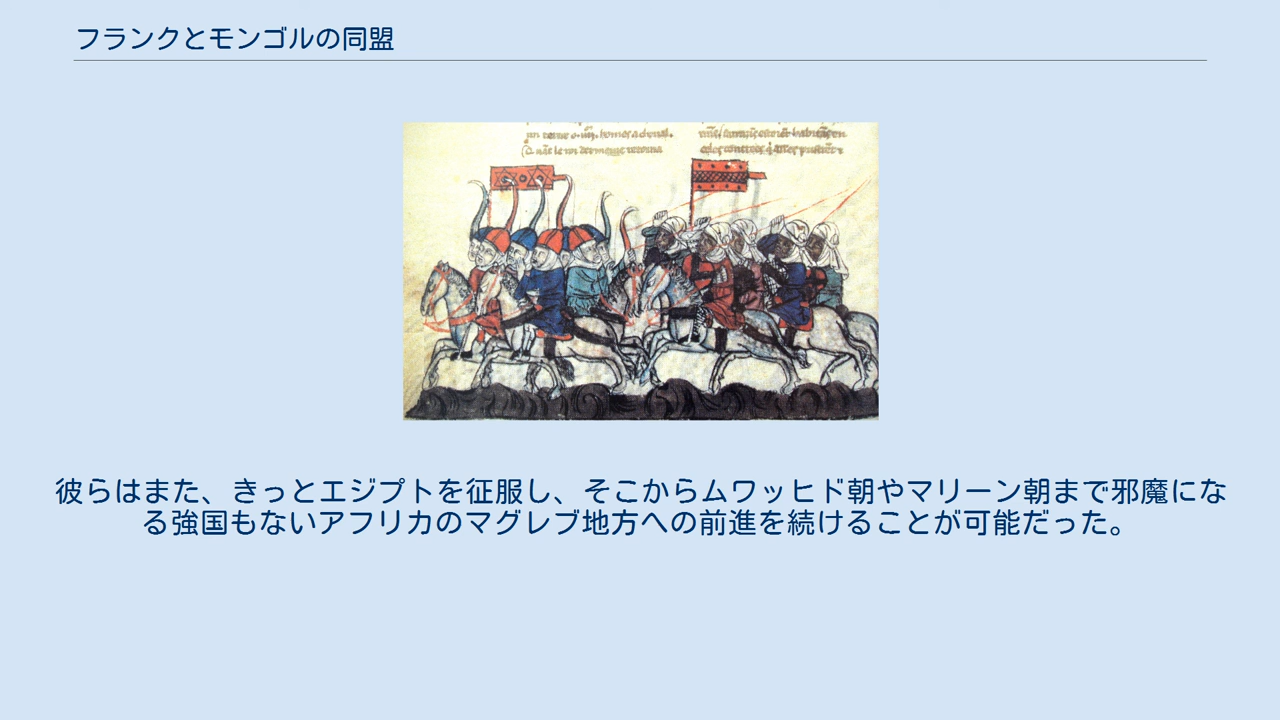 フランクとモンゴルの同盟
彼らはまた、きっとエジプトを征服し、そこからムワッヒド朝やマリーン朝まで邪魔にな
る強国もないアフリカのマグレブ地方への前進を続けることが可能だった。